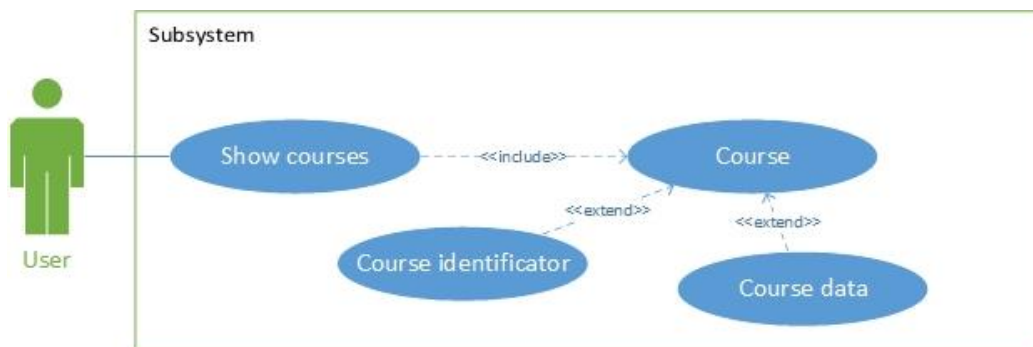 Subsystem
Show courses
<<include>>
Course
<<extend>>
<<extend>>
User
Course identificator
Course data